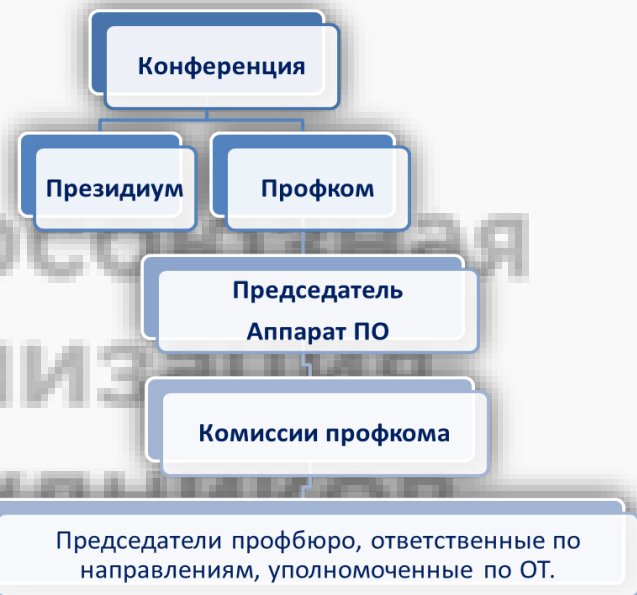 Конференция
Президиум
Профком
Председатель
Аппарат ПО
Комиссии профкома
Председатели профбюро, ответственные по
направлениям, уполномоченные по ОТ.